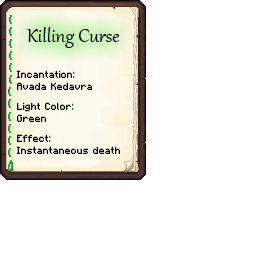 Killing Curse
Incantation:
Avada Kedavra
Light Color:
Green
Effect:
Instantaneous death